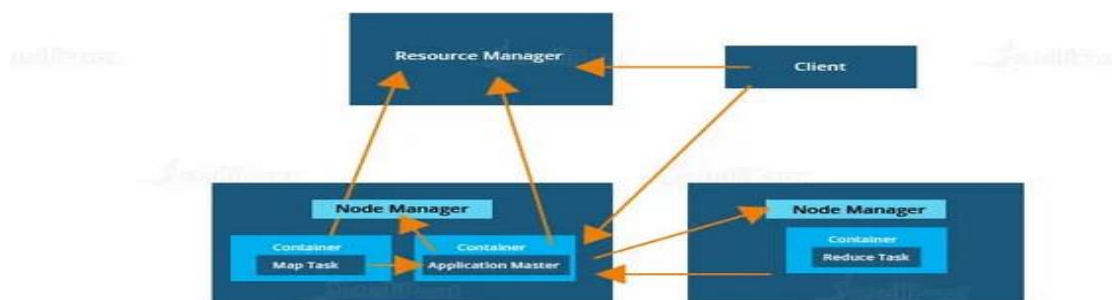 Resource Manager
Client
Node Manager
Container
Map Task
Container
Application Master
Node Manager
Container
Reduce Task